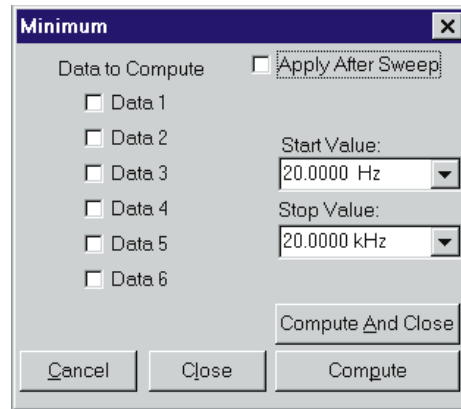 Minimum
Data to Compute
Apply After Sweep
Data 1
Data 2
Data 3
Data 4
Data 5
Data 6
Start Value:
20.0000 Hz
Stop Value:
20.0000 kHz
Compute And Close
Cancel
Close
Compute